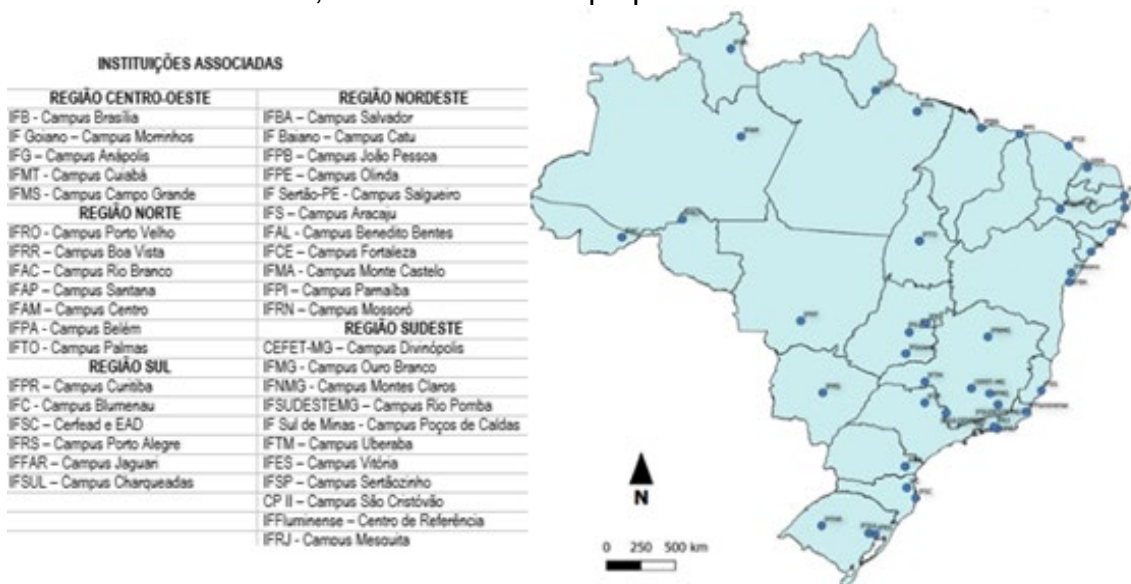 INSTITUIÇÕES ASSOCIADAS
REGIÃO CENTRO-OESTE
IFB - Campus Brasília
IF Goiano – Campus Morrinhos
IFG – Campus Anápolis
IFMT - Campus Cuiabá
IFMS - Campus Campo Grande
REGIÃO NORTE
IFRO - Campus Porto Velho
IFRR – Campus Boa Vista
IFAC – Campus Rio Branco
IFAP – Campus Santana
IFAM – Campus Centro
IFPA - Campus Belém
IFTO - Campus Palmas
REGIÃO SUL
IFPR – Campus Curitiba
IFC - Campus Blumenau
IFSC – Cerfead e EAD
IFRS – Campus Porto Alegre
IFFAR – Campus Jaguari
IFSUL – Campus Charqueadas
REGIÃO NORDESTE
IFBA – Campus Salvador
IF Baiano – Campus Catu
IFPB – Campus João Pessoa
IFPE – Campus Olinda
IF Sertão-PE - Campus Salgueiro
IFS – Campus Aracaju
IFAL – Campus Benedito Bentes
IFCE – Campus Fortaleza
IFMA - Campus Monte Castelo
IFPI – Campus Parnaíba
IFRN – Campus Mossoró
REGIÃO SUDESTE
CEFET-MG – Campus Divinópolis
IFMG - Campus Ouro Branco
IFNMG - Campus Montes Claros
IFSUDESTEMG – Campus Rio Pomba
IF Sul de Minas - Campus Poços de Caldas
IFTM – Campus Uberaba
IFES – Campus Vitória
IFSP – Campus Sertãozinho
CP II – Campus São Cristóvão
IFFluminense – Centro de Referência
IFRJ - Campus Mesquita
N
0 250 500 km